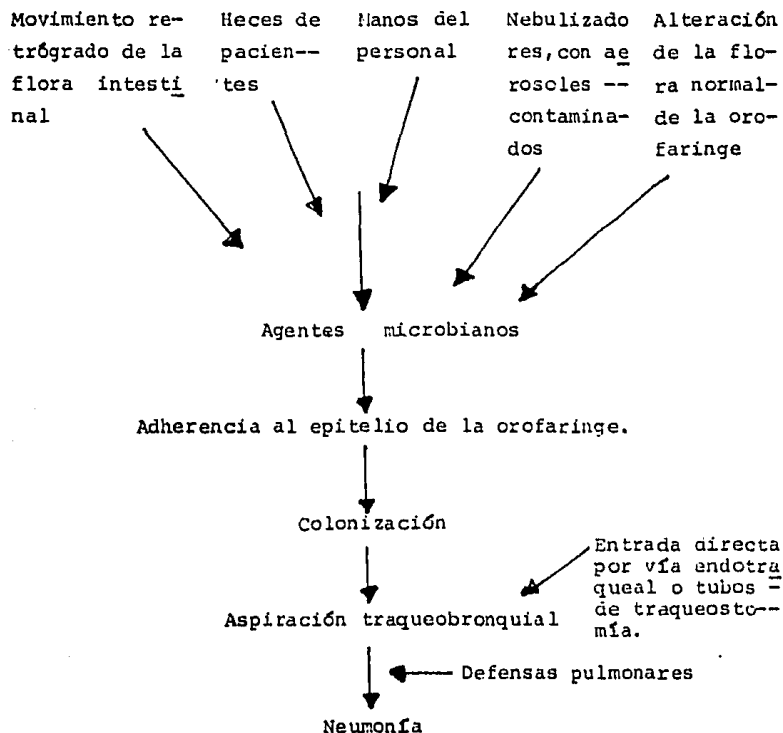 Movimiento re-
trógrado de la
flora intesti
nal
Heces de
pacien--
tes
Manos del
personal
Nebulizado
res,con ae
roscles --
contamina-
dos
Alteración
de la flo-
ra normal-
de la oro-
faringe
Agentes microbianos
Adherencia al epitelio de la orofaringe.
Colonización
Entrada directa
por vía endotra
queal o tubos -
de traqueosto--
mía.
Aspiración traqueobronquial
Defensas pulmonares
Neumonía